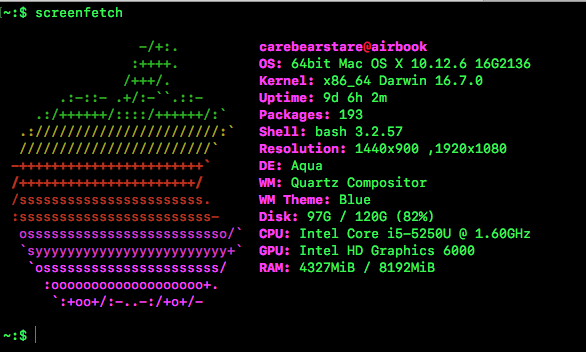 ~:$ screenfetch
-/+:. carebearstare@airbook
:++++. OS: 64bit Mac OS X 10.12.6 16G2136
/+++/. Kernel: x86_64 Darwin 16.7.0
.:-::- .+/:-``.::- Uptime: 9d 6h 2m
.:/++++++/::::/++++++/:` Packages: 193
.:///////////////////////:` Shell: bash 3.2.57
////////////////////////` Resolution: 1440x900 ,1920x1080
-+++++++++++++++++++++++` DE: Aqua
/++++++++++++++++++++++/ WM: Quartz Compositor
/sssssssssssssssssssssss. WM Theme: Blue
:ssssssssssssssssssssssss- Disk: 97G / 120G (82%)
osssssssssssssssssssssssso/` CPU: Intel Core i5-5250U @ 1.60GHz
`syyyyyyyyyyyyyyyyyyyyyyyy+` GPU: Intel HD Graphics 6000
`ossssssssssssssssssssss/ RAM: 4327MiB / 8192MiB
:ooooooooooooooooooo+.
`:+oo+/:-..-:/+o+/-
~:$